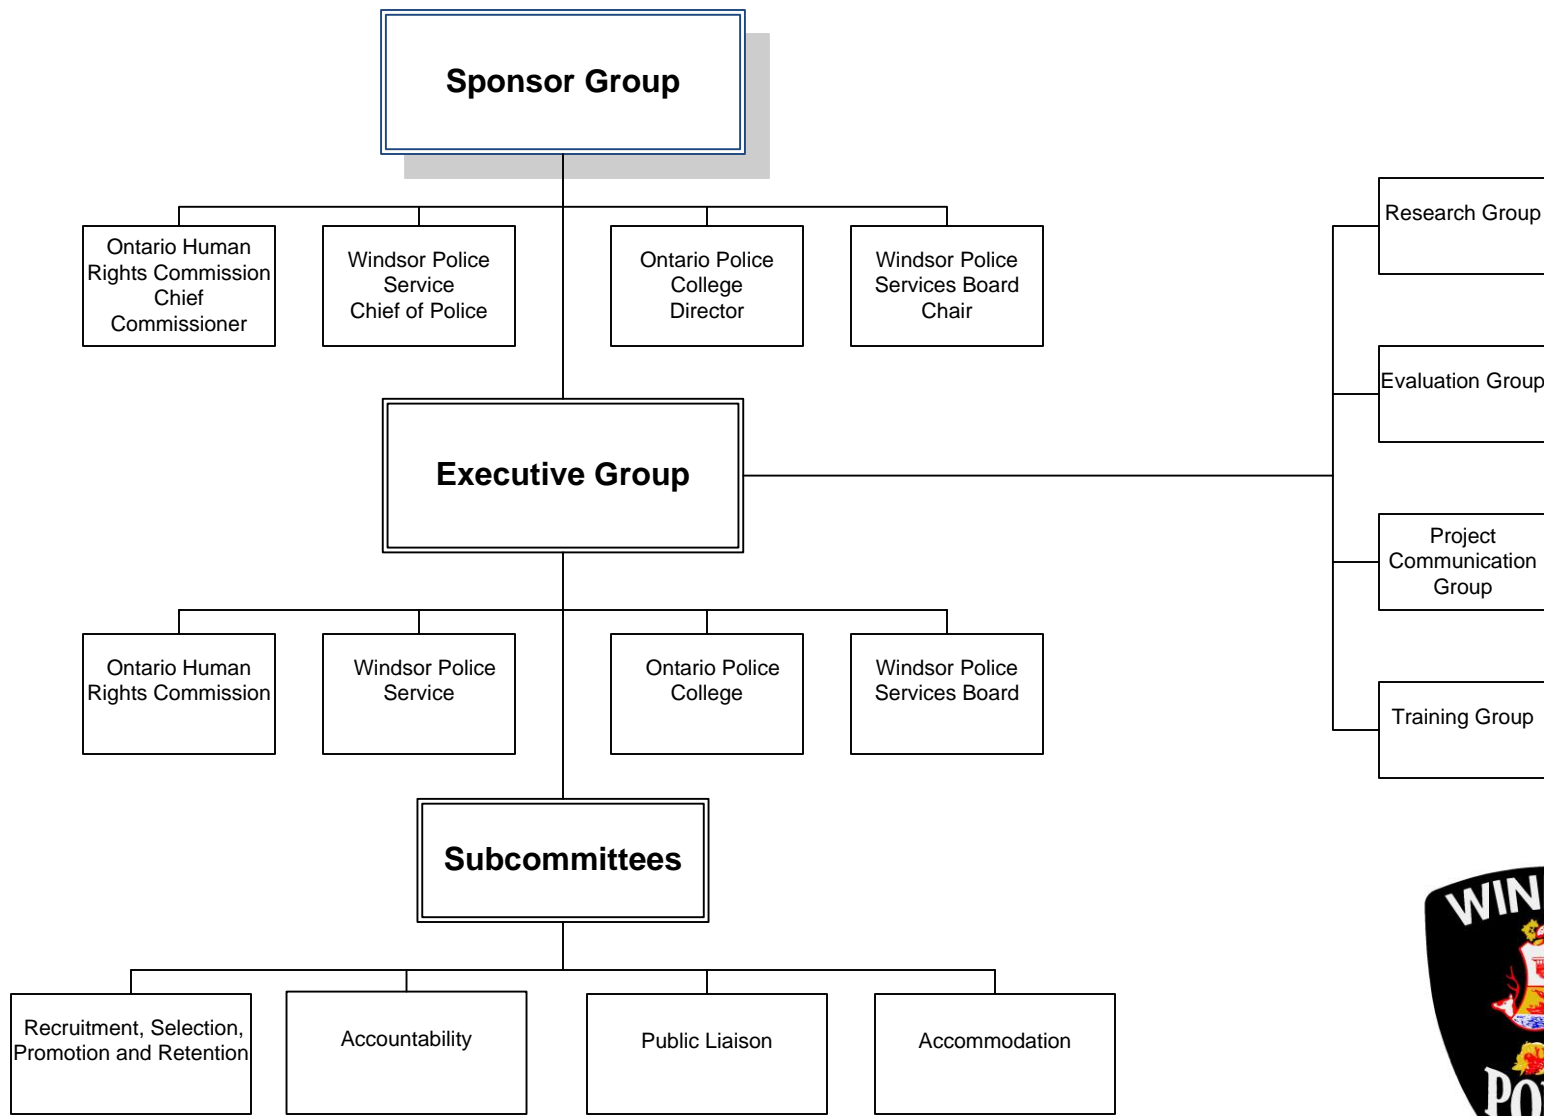 Sponsor Group
Ontario Human
Rights Commission
Chief
Commissioner
Windsor Police
Service
Chief of Police
Ontario Police
College
Director
Windsor Police
Services Board
Chair
Research Group
Evaluation Group
Executive Group
Project
Communication
Group
Ontario Human
Rights Commission
Windsor Police
Service
Ontario Police
College
Windsor Police
Services Board
Training Group
Subcommittees
Recruitment, Selection,
Promotion and Retention
Accountability
Public Liaison
Accommodation
WIN
PO